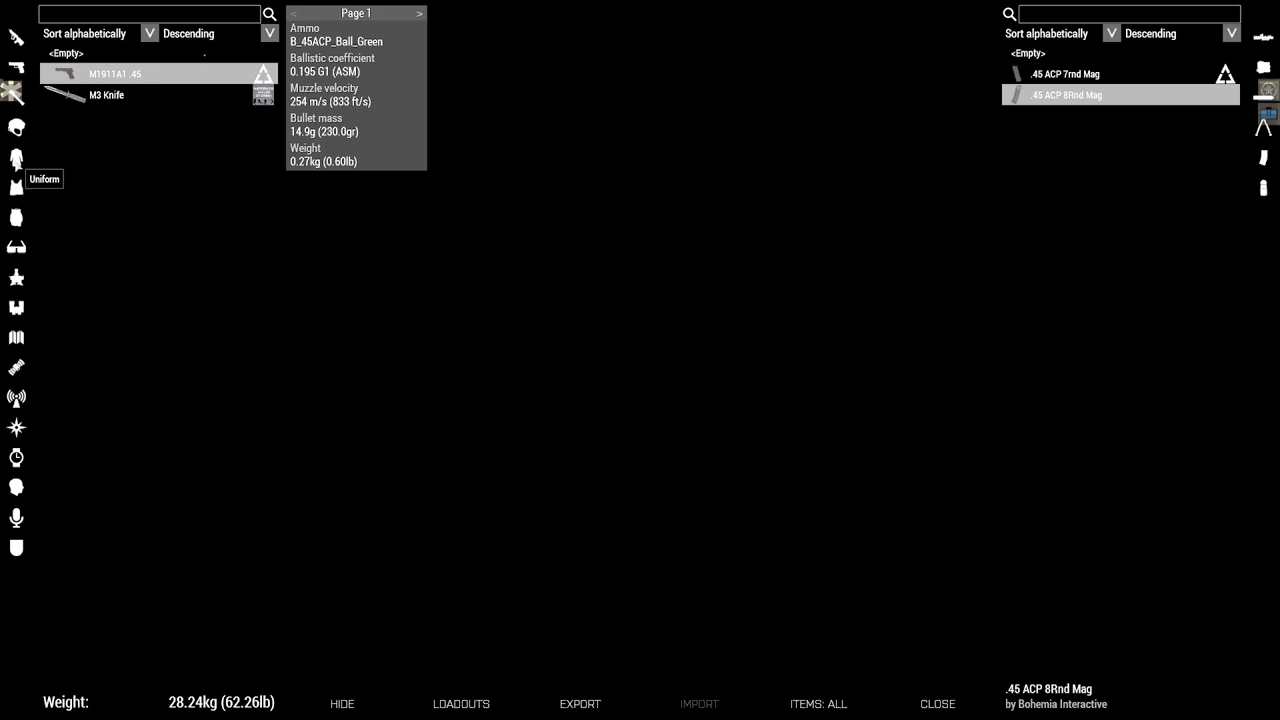 Sort alphabetically V Descending V
<Empty>
M1911A1 .45
M3 Knife
Uniform
< Page 1 >
Ammo
B_45ACP_Ball_Green
Ballistic coefficient
0.195 G1 (ASM)
Muzzle velocity
254 m/s (833 ft/s)
Bullet mass
14.9g (230.0gr)
Weight
0.27kg (0.60lb)
Sort alphabetically V Descending V
<Empty>
.45 ACP 7rnd Mag
.45 ACP 8Rnd Mag
Weight: 28.24kg (62.26lb)
HIDE
LOADOUTS
EXPORT
IMPORT
ITEMS: ALL
CLOSE
.45 ACP 8Rnd Mag
by Bohemia Interactive